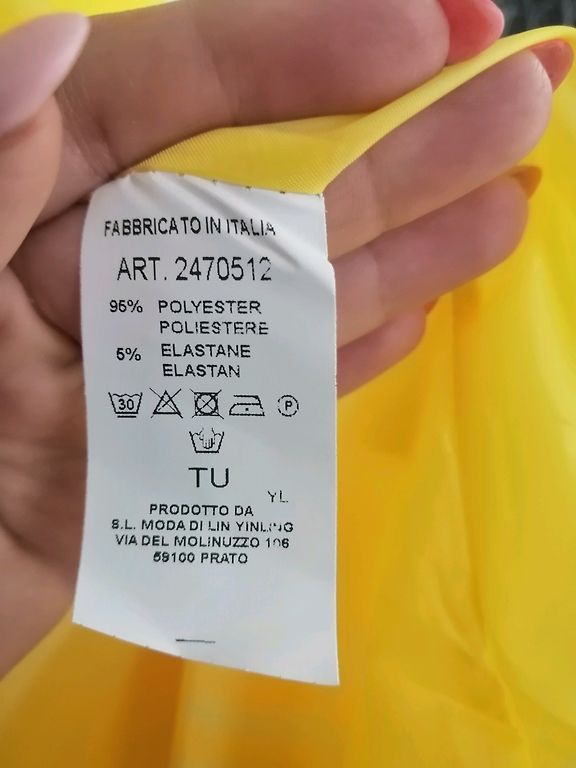 FABBRICATO IN ITALIA
ART. 2470512
95% POLYESTER
POLIESTERE
5% ELASTANE
ELASTAN
30 P
TU
YL
PRODOTTO DA
S.L. MODA DI LIN YINLING
VIA DEL MOLINUZZO 106
59100 PRATO